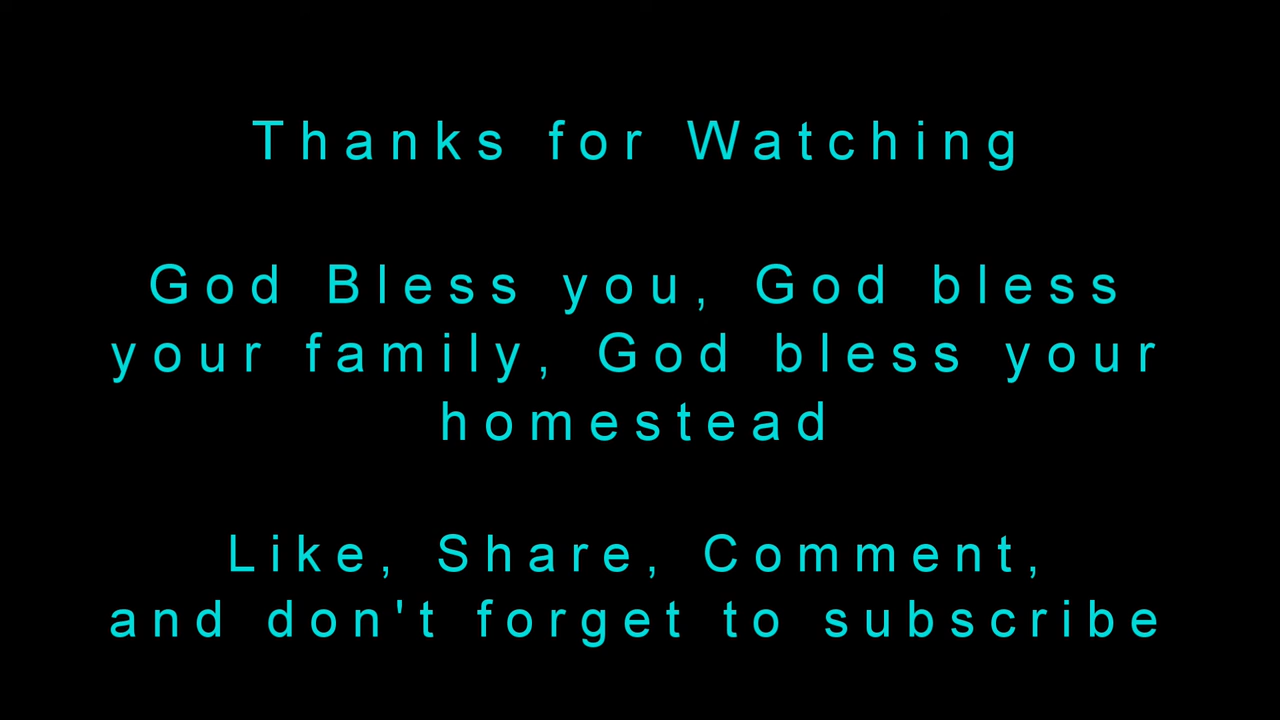 Thanks for Watching
God Bless you, God bless
your family, God bless your
homestead
Like, Share, Comment,
and don't forget to subscribe